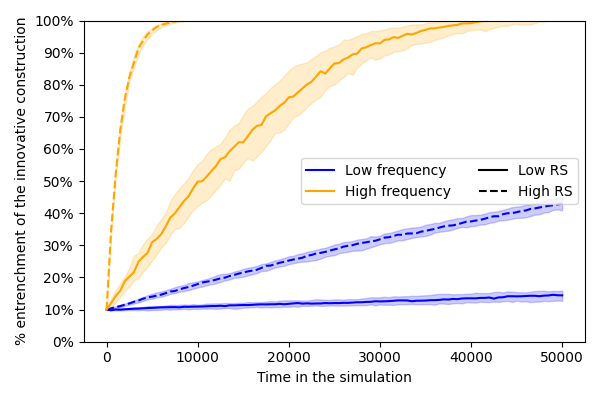 % entrenchment of the innovative construction
100%
90%
80%
70%
60%
50%
40%
30%
20%
10%
0%
Low frequency
High frequency
Low RS
High RS
0 10000 20000 30000 40000 50000
Time in the simulation